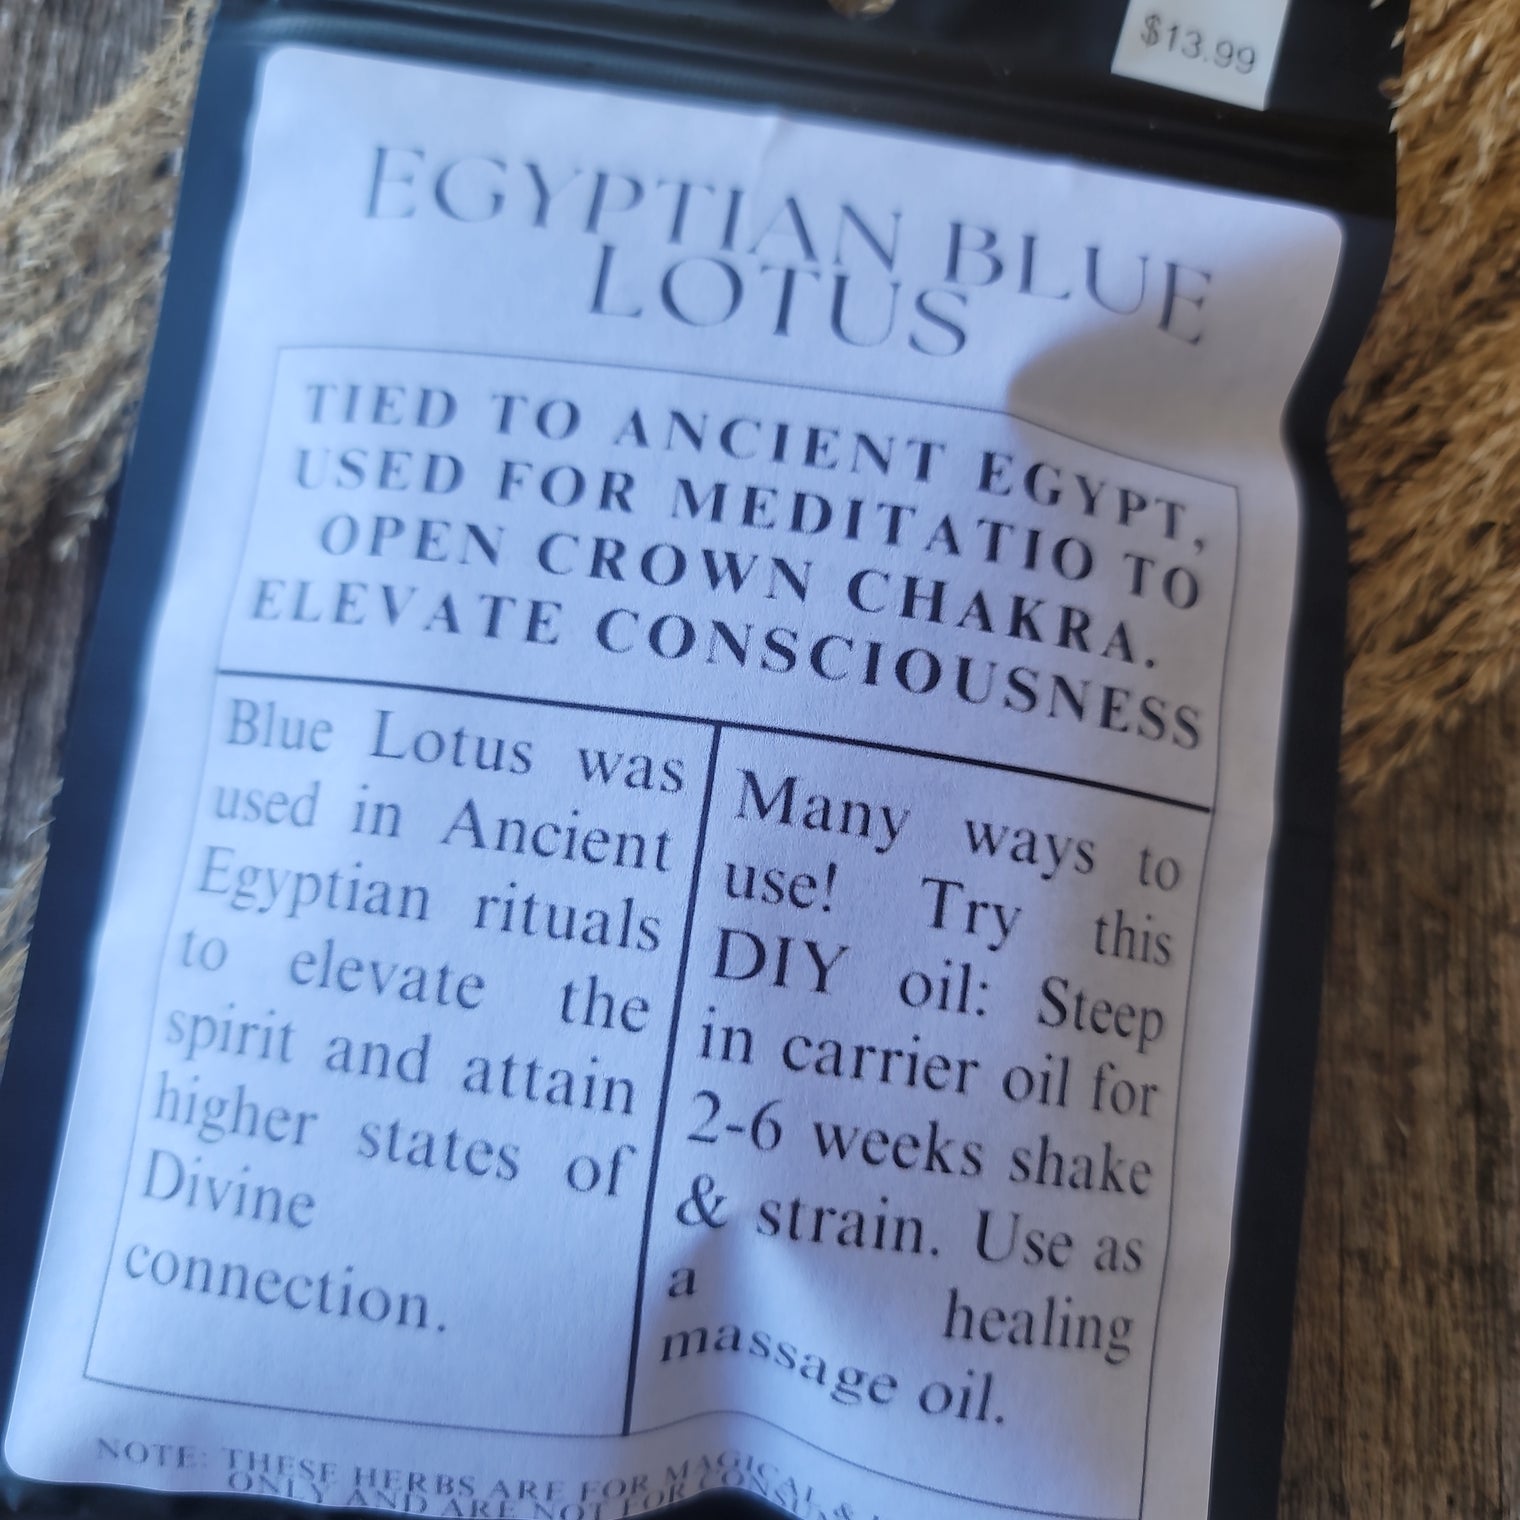 $13.99
EGYPTIAN BLUE
LOTUS
TIED TO ANCIENT EGYPT,
USED FOR MEDITATIO TO
OPEN CROWN CHAKRA.
ELEVATE CONSCIOUSNESS
Blue Lotus was
used in Ancient
Egyptian rituals
to elevate the
spirit and attain
higher states of
Divine
connection.
Many ways to
use! Try this
DIY oil: Steep
in carrier oil for
2-6 weeks shake
& strain. Use as
a healing
massage oil.
NOTE: THESE HERBS ARE FOR MAGICAL &
ONLY AND ARE NOT FOR